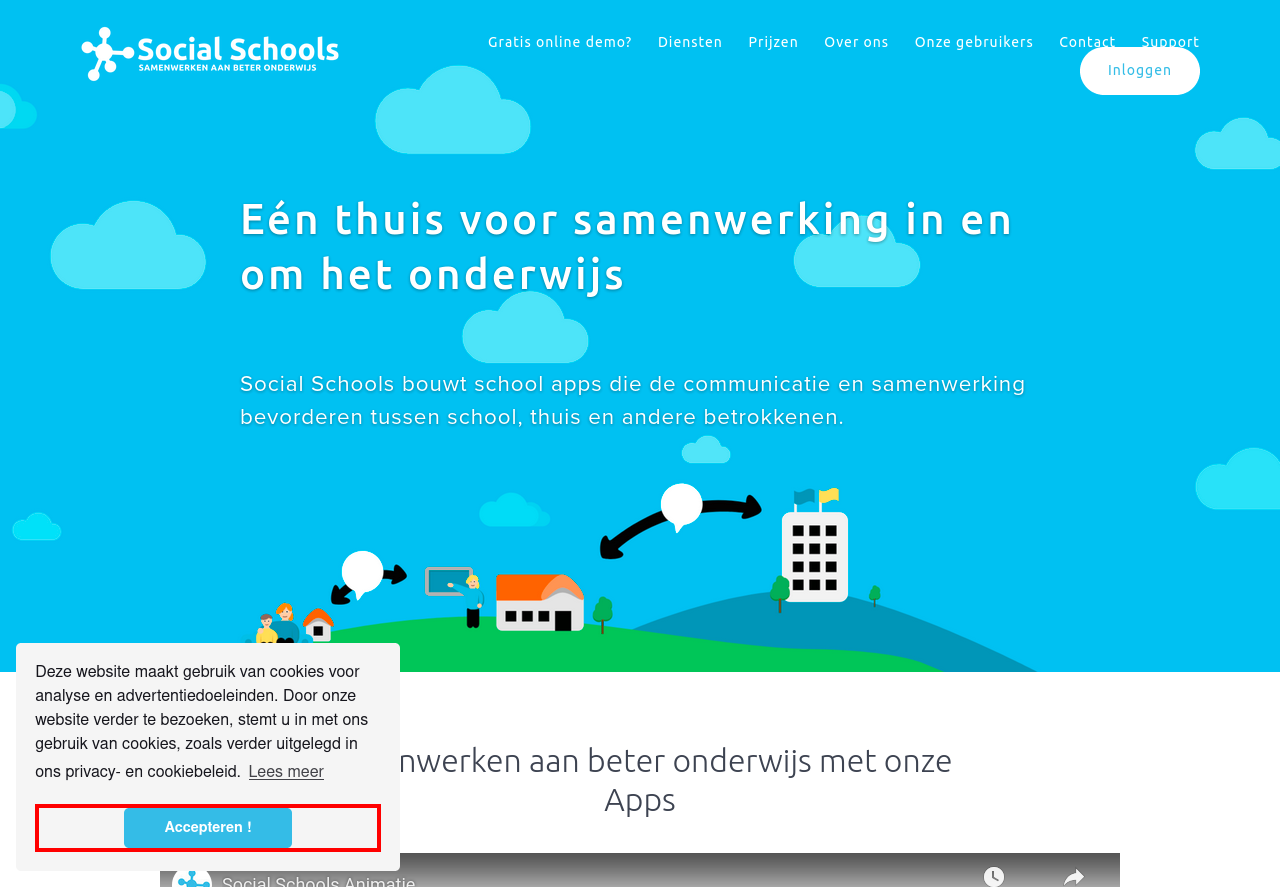 Social Schools
SAMENWERKEN AAN BETER ONDERWIJS
Gratis online demo? Diensten Prijzen Over ons Onze gebruikers Contact Support
Inloggen
Eén thuis voor samenwerking in en
om het onderwijs
Social Schools bouwt school apps die de communicatie en samenwerking
bevorderen tussen school, thuis en andere betrokkenen.
nwerken aan beter onderwijs met onze
Apps
Social Schools Animatie
Deze website maakt gebruik van cookies voor
analyse en advertentiedoeleinden. Door onze
website verder te bezoeken, stemt u in met ons
gebruik van cookies, zoals verder uitgelegd in
ons privacy- en cookiebeleid. Lees meer
Accepteren !